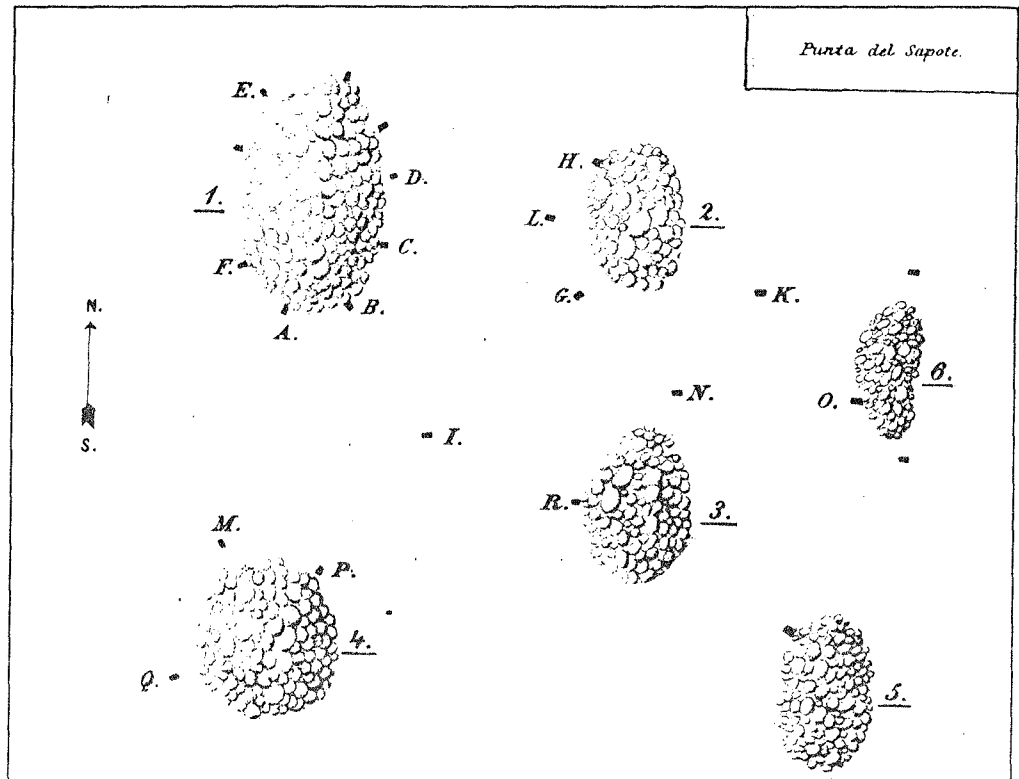 Punta del Sapote.
E.
H.
D.
1.
L.
2.
C.
F.
G.
K.
B.
A.
N.
6.
O.
N.
S.
I.
R.
3.
M.
P.
4.
Q.
5.